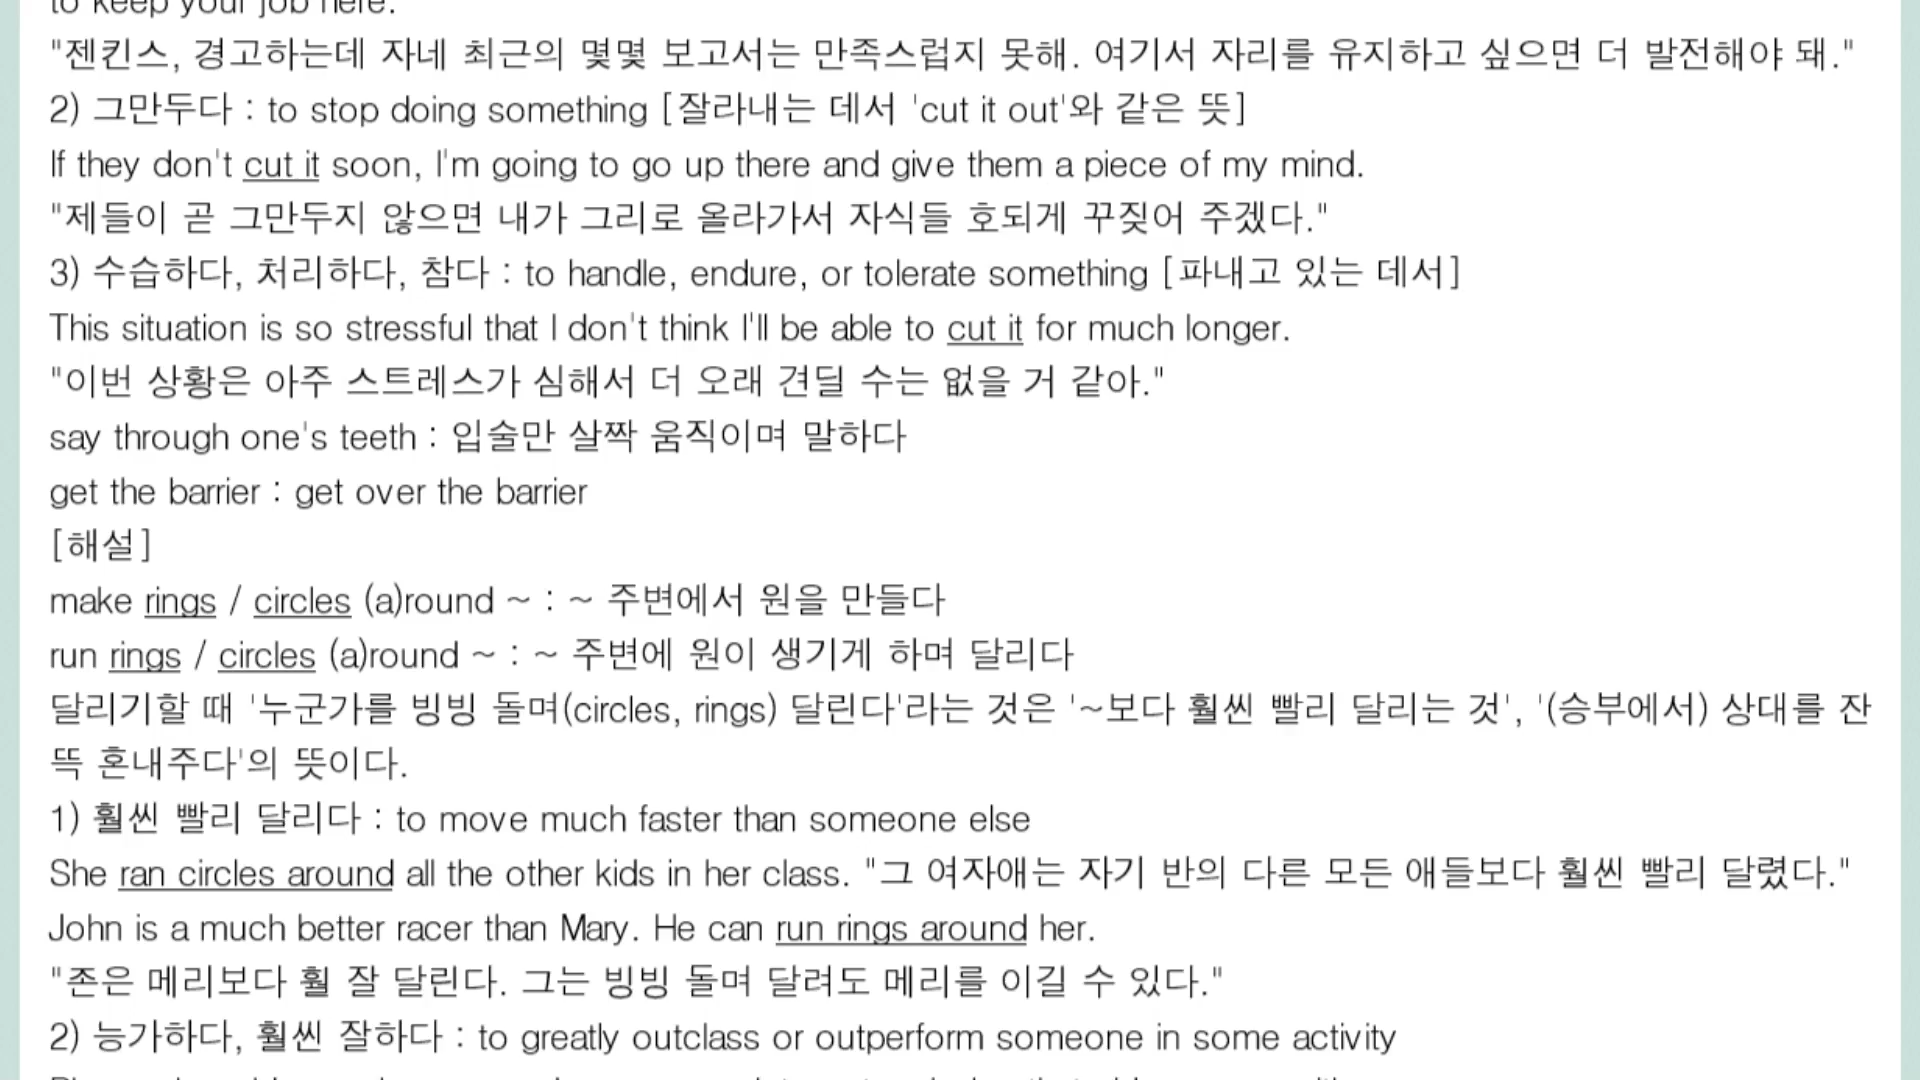 to keep your job here.
"젠킨스, 경고하는데 자네 최근의 몇몇 보고서는 만족스럽지 못해. 여기서 자리를 유지하고 싶으면 더 발전해야 돼."
2) 그만두다 : to stop doing something [잘라내는 데서 'cut it out'와 같은 뜻]
If they don't cut it soon, I'm going to go up there and give them a piece of my mind.
"제들이 곧 그만두지 않으면 내가 그리로 올라가서 자식들 호되게 꾸짖어 주겠다."
3) 수습하다, 처리하다, 참다 : to handle, endure, or tolerate something [파내고 있는 데서]
This situation is so stressful that I don't think I'll be able to cut it for much longer.
"이번 상황은 아주 스트레스가 심해서 더 오래 견딜 수는 없을 거 같아."
say through one's teeth : 입술만 살짝 움직이며 말하다
get the barrier : get over the barrier
[해설]
make rings / circles (a)round ~ : ~ 주변에서 원을 만들다
run rings / circles (a)round ~ : ~ 주변에 원이 생기게 하며 달리다
달리기할 때 '누군가를 빙빙 돌며(circles, rings) 달린다'라는 것은 '~보다 훨씬 빨리 달리는 것', '(승부에서) 상대를 잔
뜩 혼내주다'의 뜻이다.
1) 훨씬 빨리 달리다 : to move much faster than someone else
She ran circles around all the other kids in her class. "그 여자애는 자기 반의 다른 모든 애들보다 훨씬 빨리 달렸다."
John is a much better racer than Mary. He can run rings around her.
"존은 메리보다 훨 잘 달린다. 그는 빙빙 돌며 달려도 메리를 이길 수 있다."
2) 능가하다, 훨씬 잘하다 : to greatly outclass or outperform someone in some activity